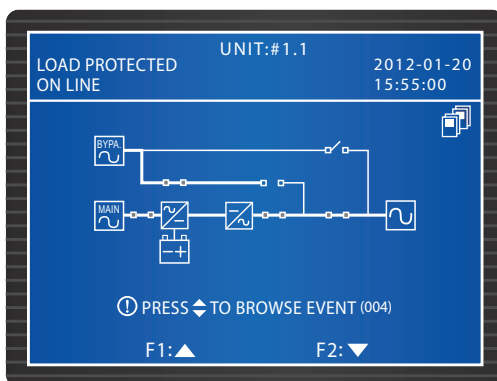 UNIT:#1.1
LOAD PROTECTED
ON LINE
2012-01-20
15:55:00
BYPA.
MAIN
PRESS TO BROWSE EVENT (004)
F1: F2: